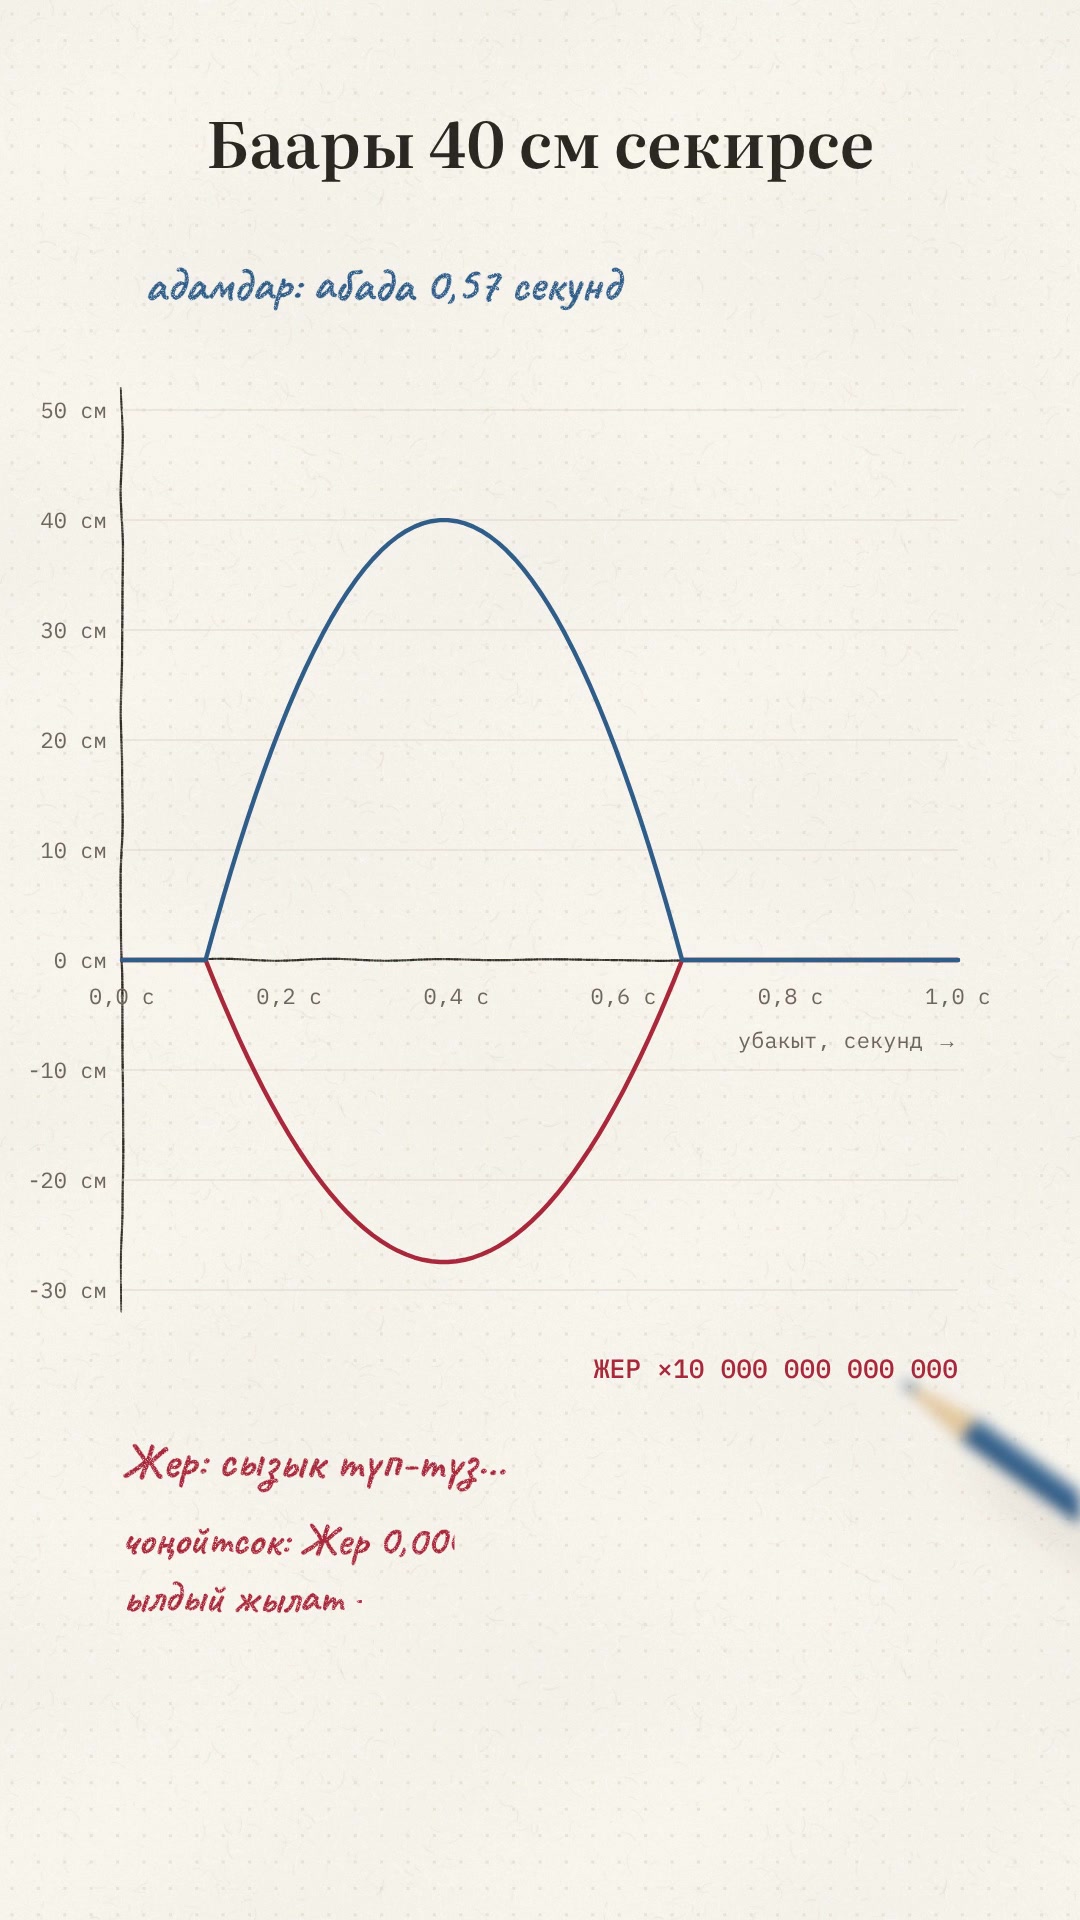 Баары 40 см секирсе
адамдар: абада 0,57 секунд
50 см
40 см
30 см
20 см
10 см
0 см
0,0 с 0,2 с 0,4 с 0,6 с 0,8 с 1,0 с
убакыт, секунд →
-10 см
-20 см
-30 см
ЖЕР ×10 000 000 000 000
Жер: сызык түп-түз...
чоңойтсок: Жер
ылдый жылат